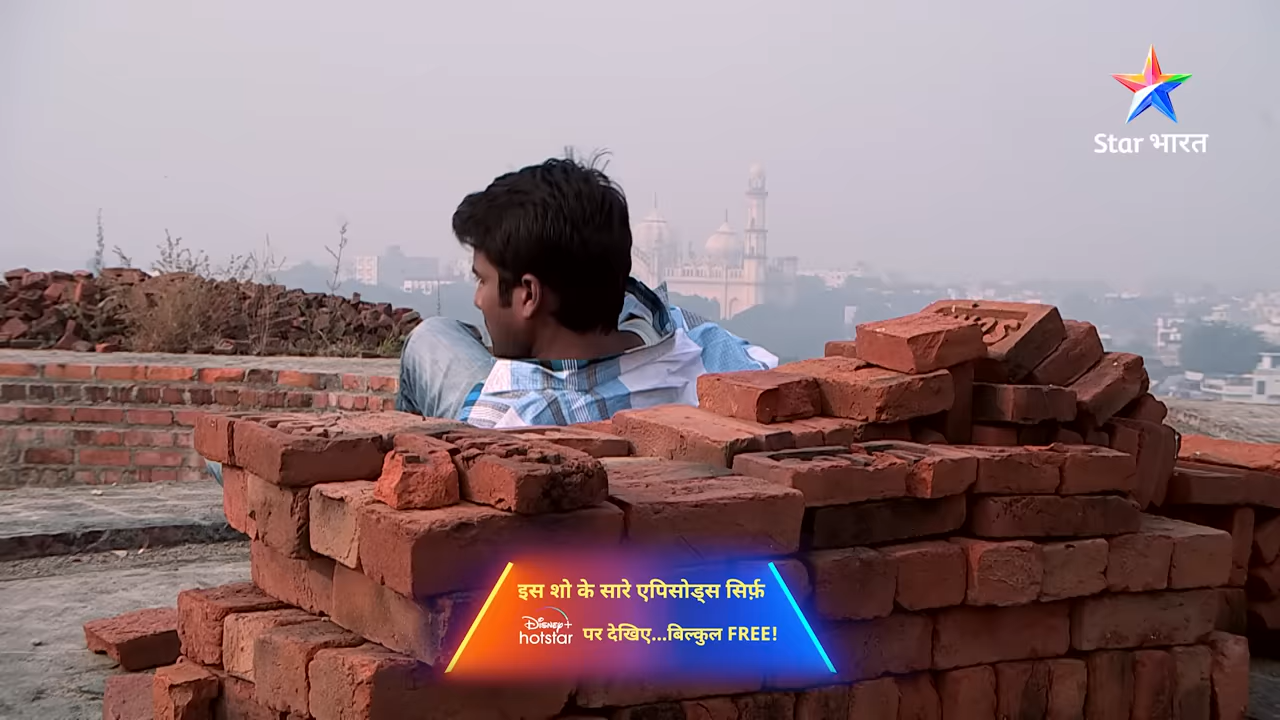 Star भारत
इस शो के सारे एपिसोड्स सिर्फ़
Disney+
hotstar पर देखिए...बिल्कुल FREE!